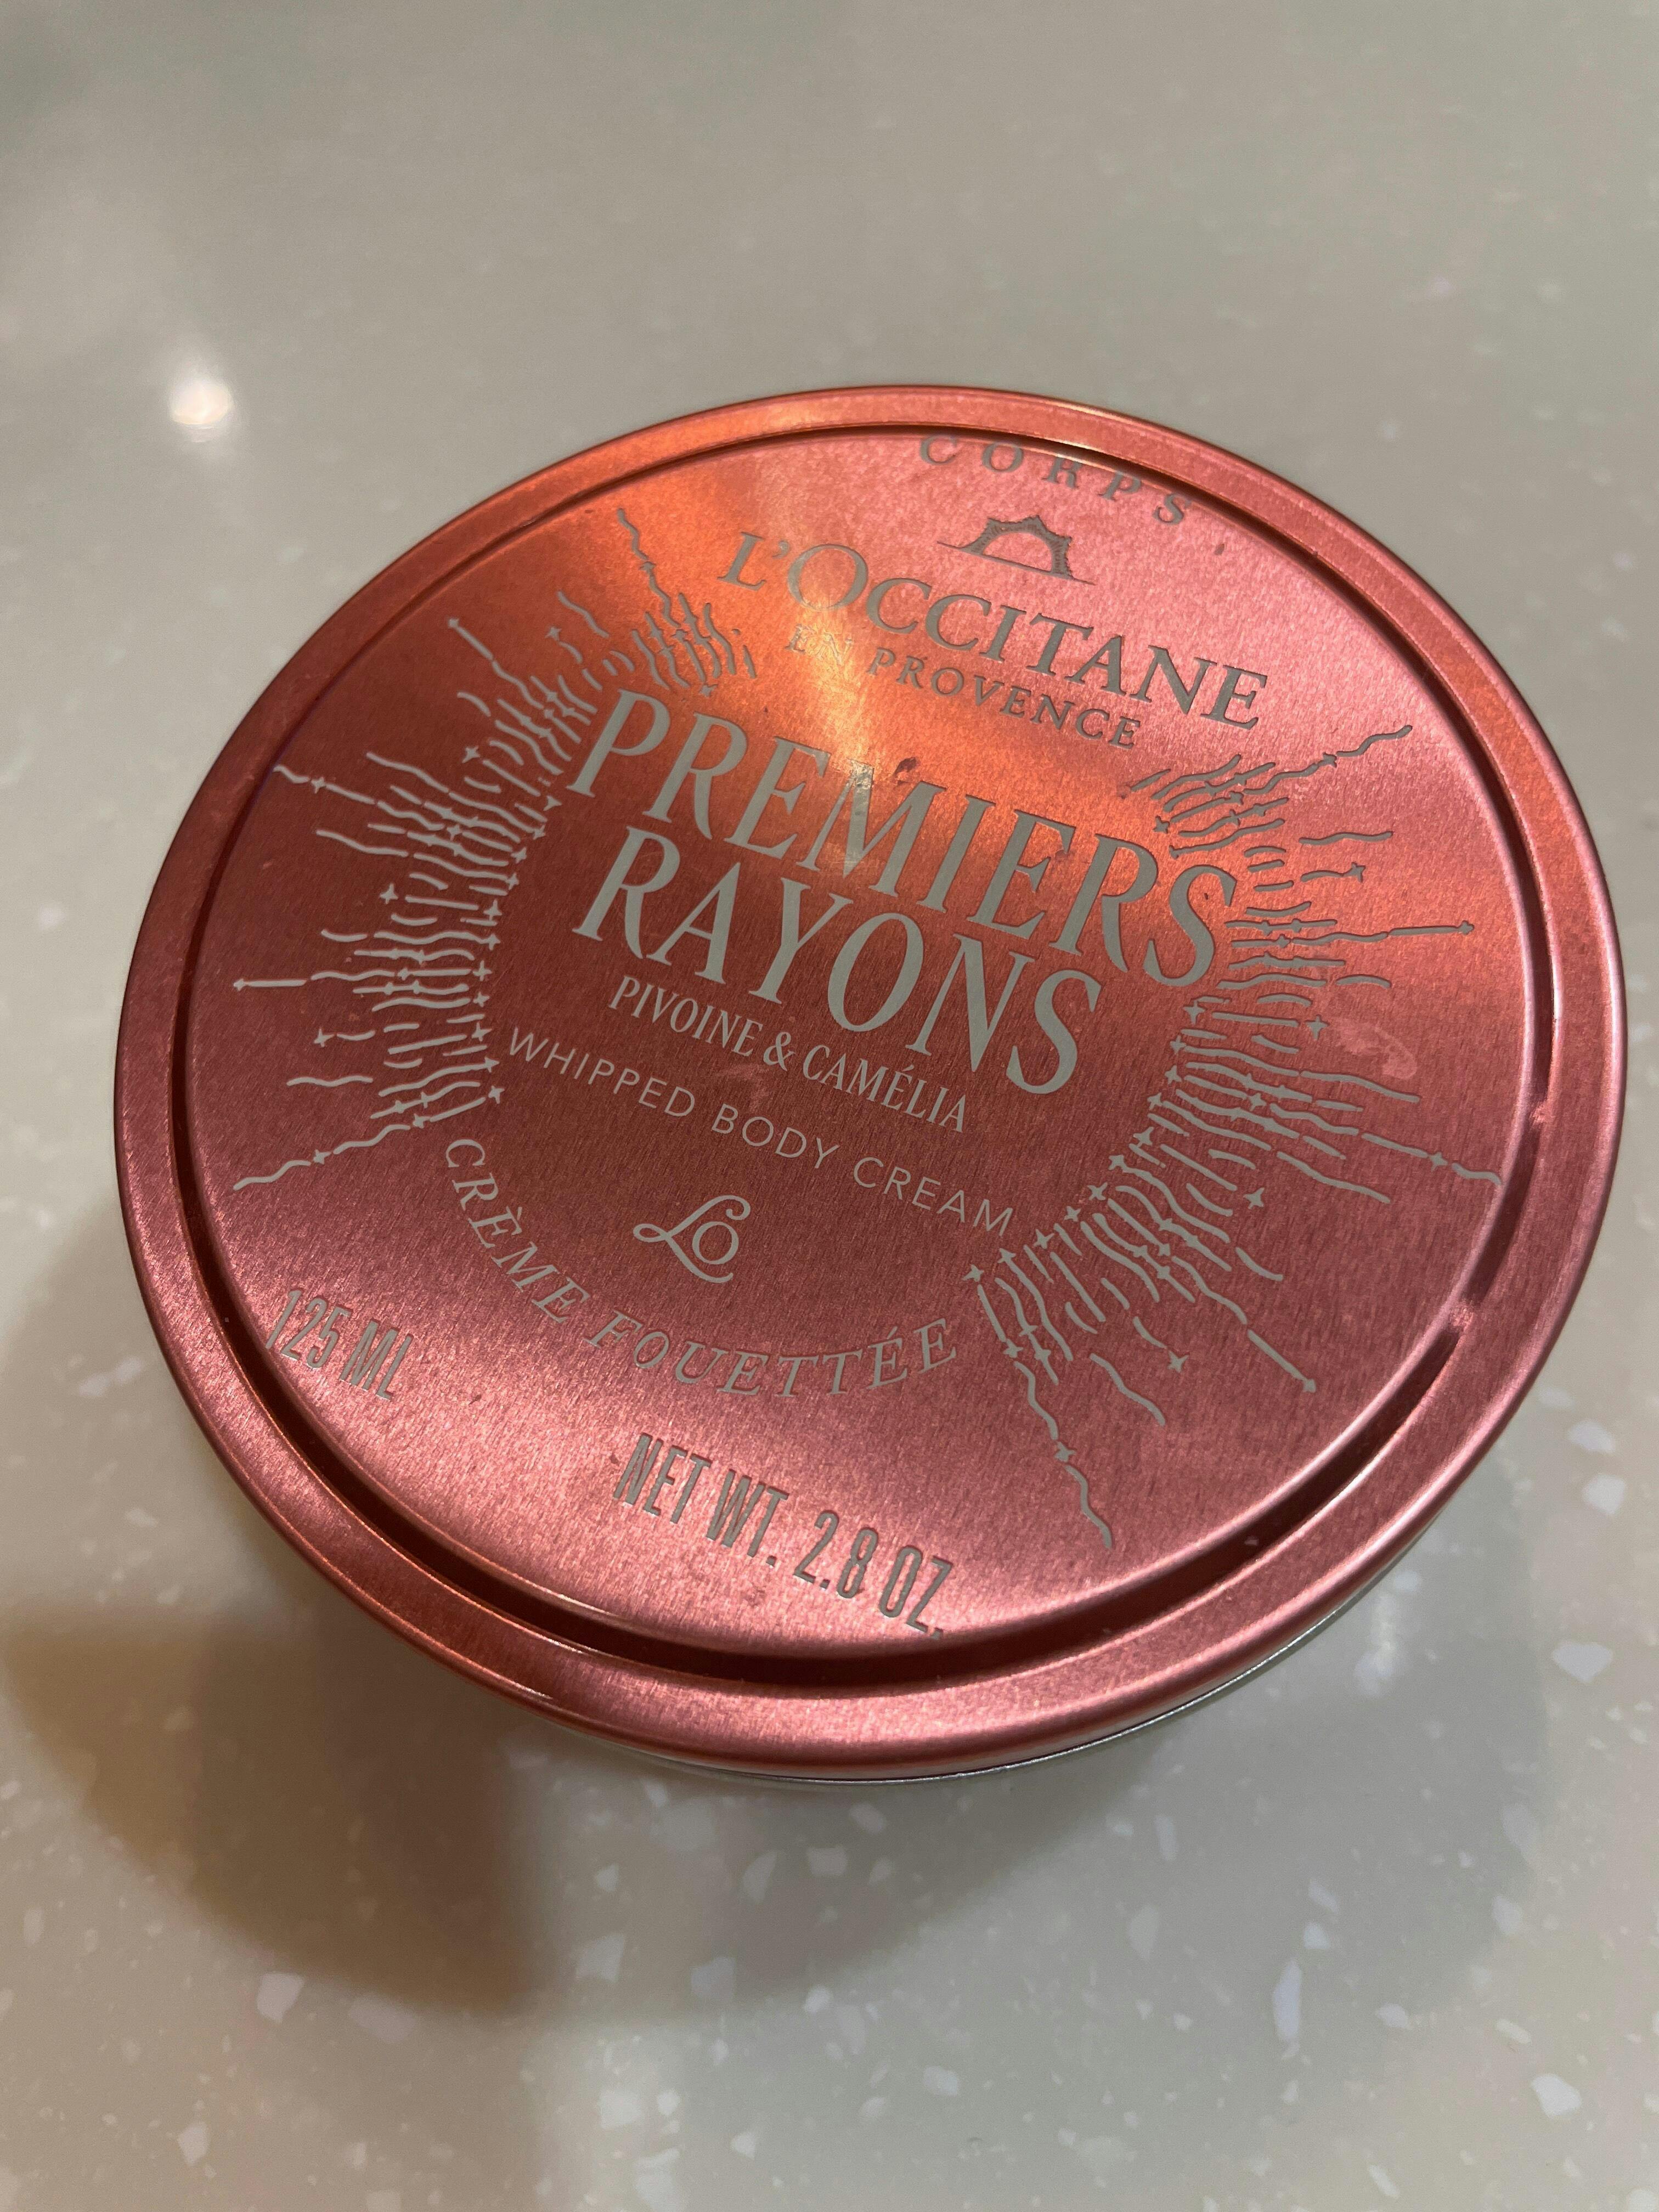 CORPS
L'OCCITANE
EN PROVENCE
PREMIERS
RAYONS
PIVOINE & CAMÉLIA
WHIPPED BODY CREAM
LO
CRÈME FOUETTÉE
125 ML
NET WT. 2.8 OZ.